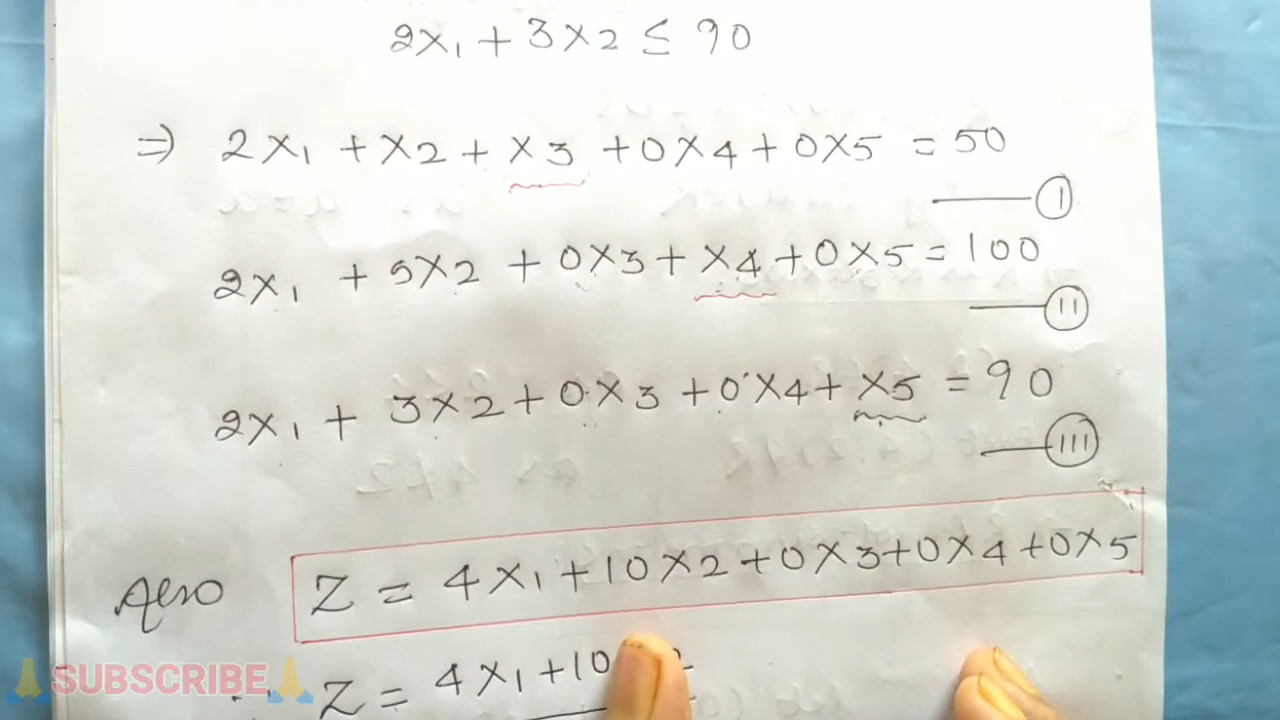 2x1 + 3x2 ≤ 90
⇒ 2x1 + x2 + x3 + 0x4 + 0x5 = 50
I
2x1 + 5x2 + 0x3 + x4 + 0x5 = 100
II
2x1 + 3x2 + 0x3 + 0x4 + x5 = 90
III
Also Z = 4x1 + 10x2 + 0x3 + 0x4 + 0x5
🙏SUBSCRIBE🙏
Z = 4x1 + 10